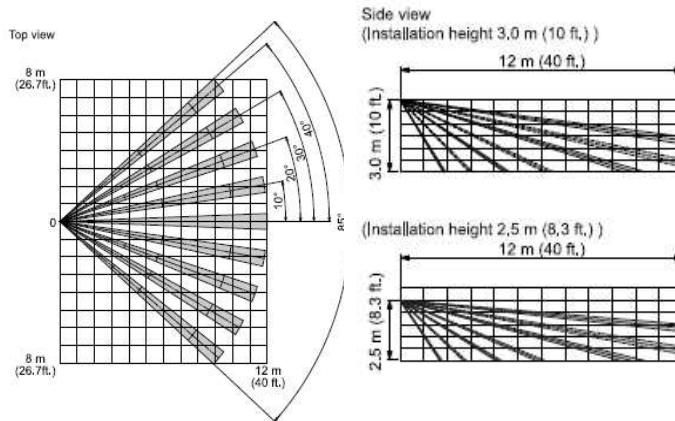 Top view
8 m
(26.7ft.)
0
8 m
(26.7ft.)
12 m
(40 ft.)
10°
20°
30°
40°
85°
Side view
(Installation height 3,0 m (10 ft.) )
12 m (40 ft.)
3.0 m (10 ft.)
(Installation height 2,5 m (8,3 ft.) )
12 m (40 ft.)
2.5 m (8.3 ft.)